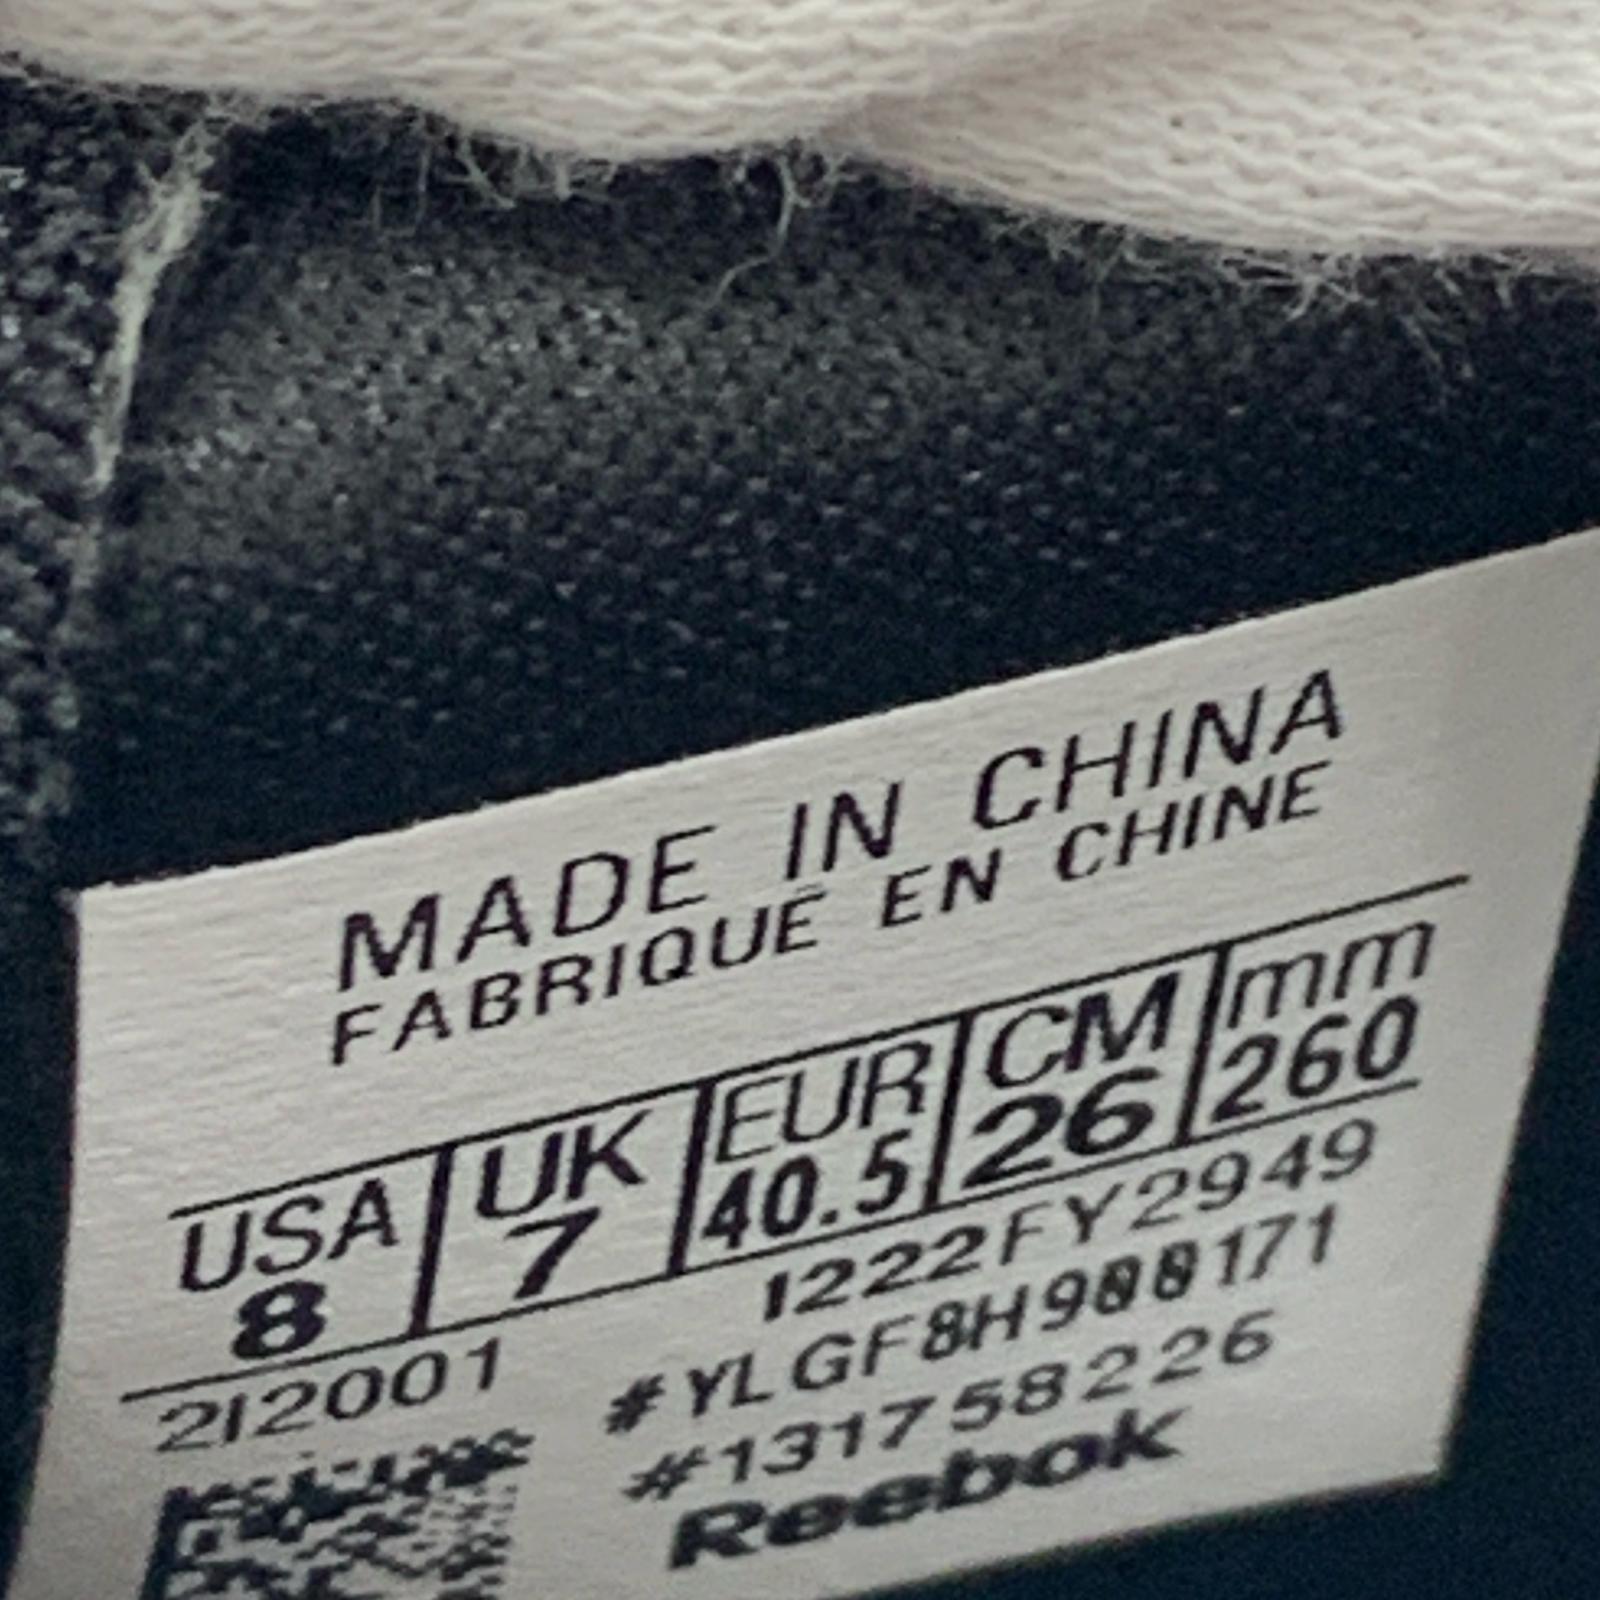 MADE IN CHINA
FABRIQUÉ EN CHINE
USA UK EUR CM mm
8 7 40.5 26 260
212001 1222FY2949
#YLGF8H988171
#131758226
Reebok